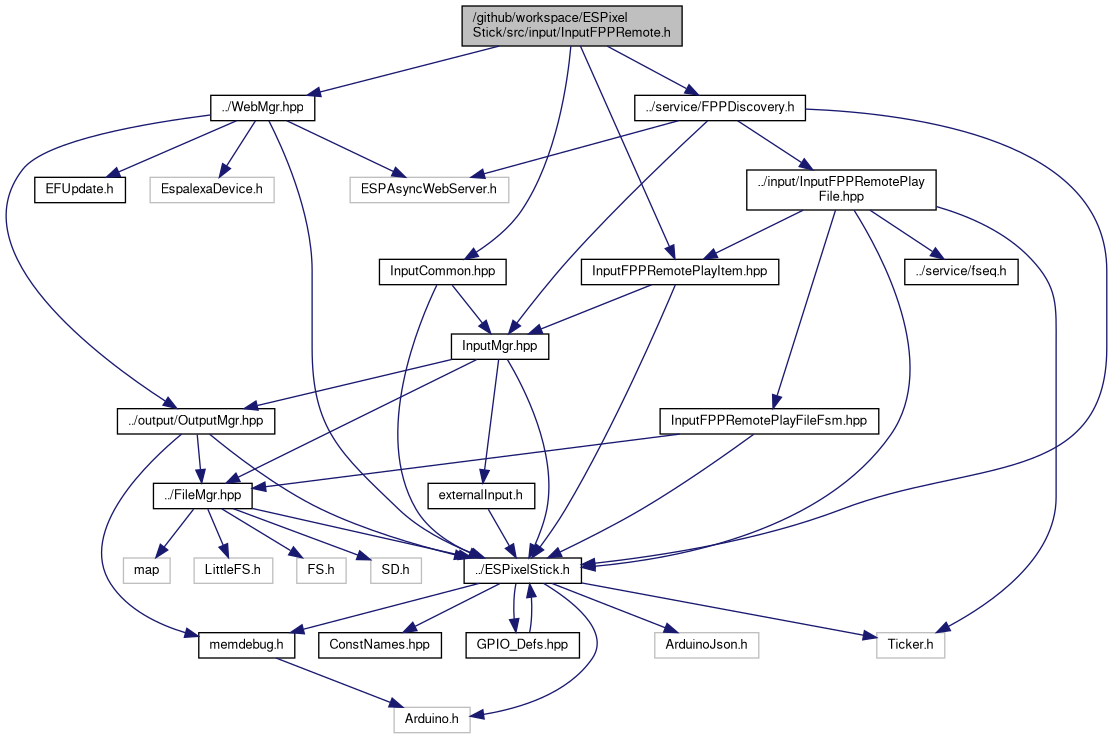 /github/workspace/ESPixel
Stick/src/input/InputFPPRemote.h
../WebMgr.hpp
../service/FPPDiscovery.h
EFUpdate.h
EspalexaDevice.h
ESPAsyncWebServer.h
../input/InputFPPRemotePlay
File.hpp
InputCommon.hpp
InputFPPRemotePlayItem.hpp
../service/fseq.h
InputMgr.hpp
../output/OutputMgr.hpp
InputFPPRemotePlayFileFsm.hpp
../FileMgr.hpp
externalInput.h
map
LittleFS.h
FS.h
SD.h
../ESPixelStick.h
memdebug.h
ConstNames.hpp
GPIO_Defs.hpp
ArduinoJson.h
Ticker.h
Arduino.h